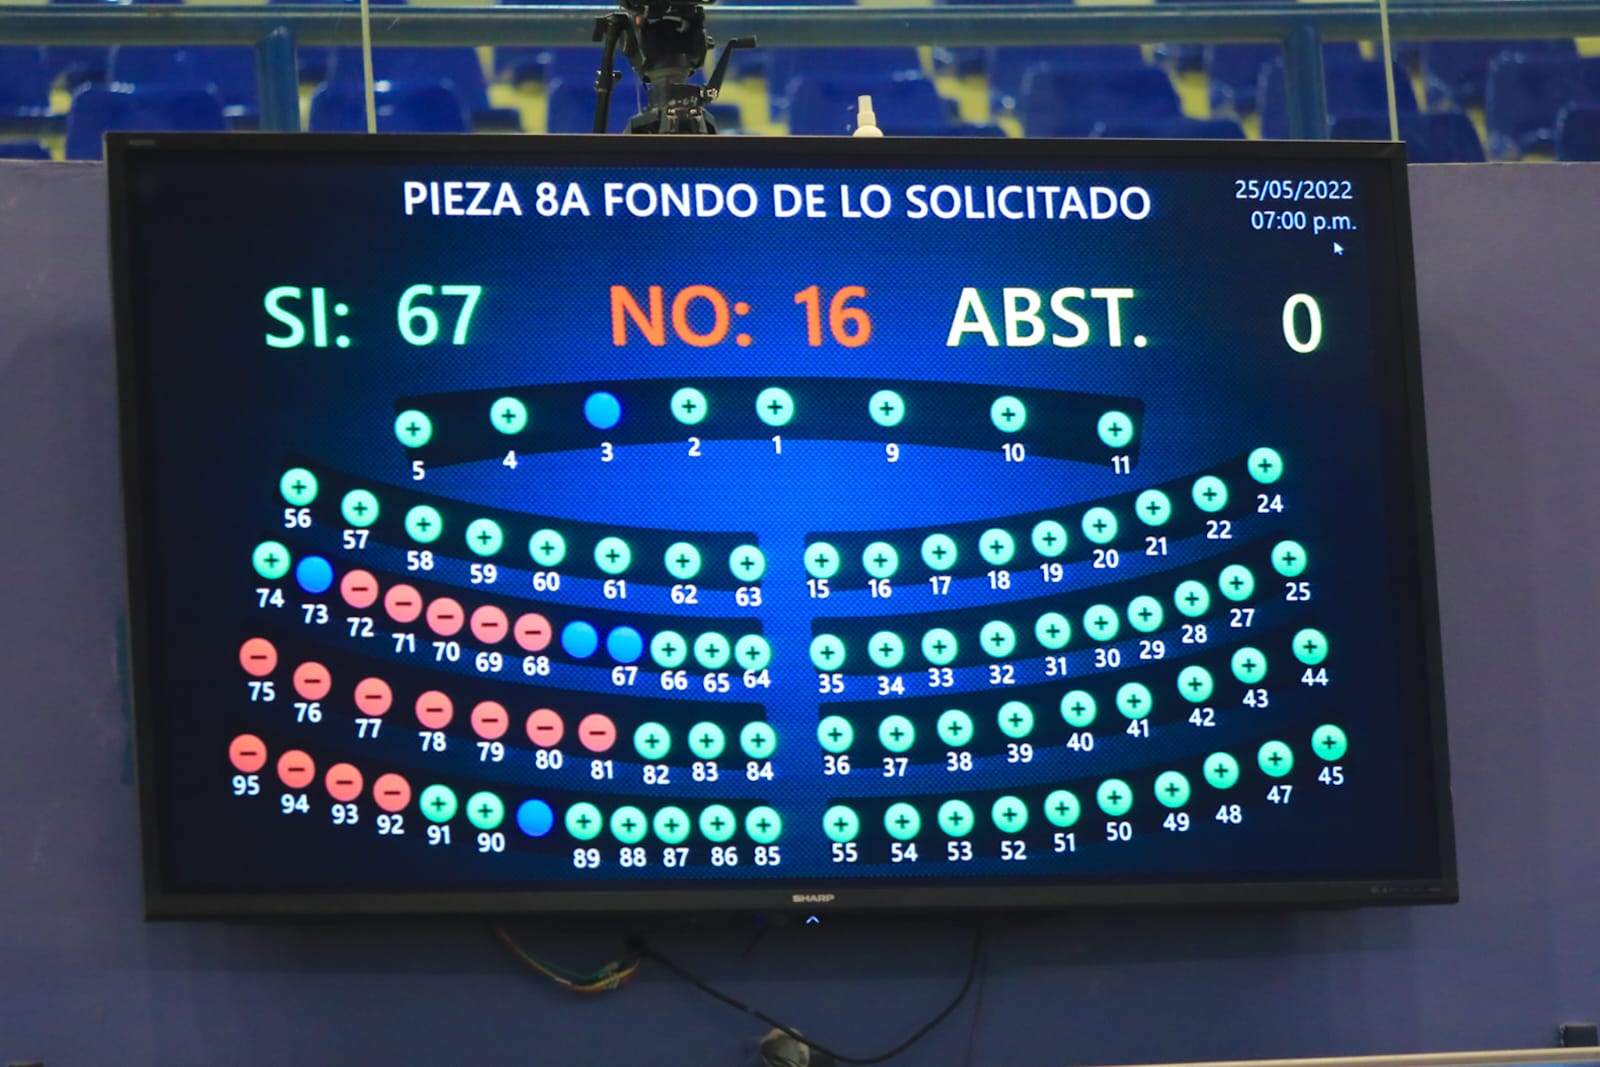 PIEZA 8A FONDO DE LO SOLICITADO
25/05/2022
07:00 p.m.
SI: 67 NO: 16 ABST. 0
5 4 3 2 1 9 10 11
56 57 58 59 60 61 62 63 15 16 17 18 19 20 21 22 24
74 73 72 71 70 69 68 67 66 65 64 35 34 33 32 31 30 29 28 27 25
75 76 77 78 79 80 81 82 83 84 36 37 38 39 40 41 42 43 44
95 94 93 92 91 90 89 88 87 86 85 55 54 53 52 51 50 49 48 47 45
SHARP